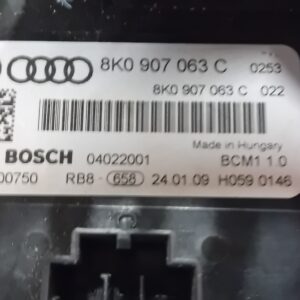 8K0 907 063 C 0253
8K0 907 063 C 022
Made in Hungary
BOSCH 04022001 BCM1 1.0
00750 RB8-658 24.01.09 H059 0146